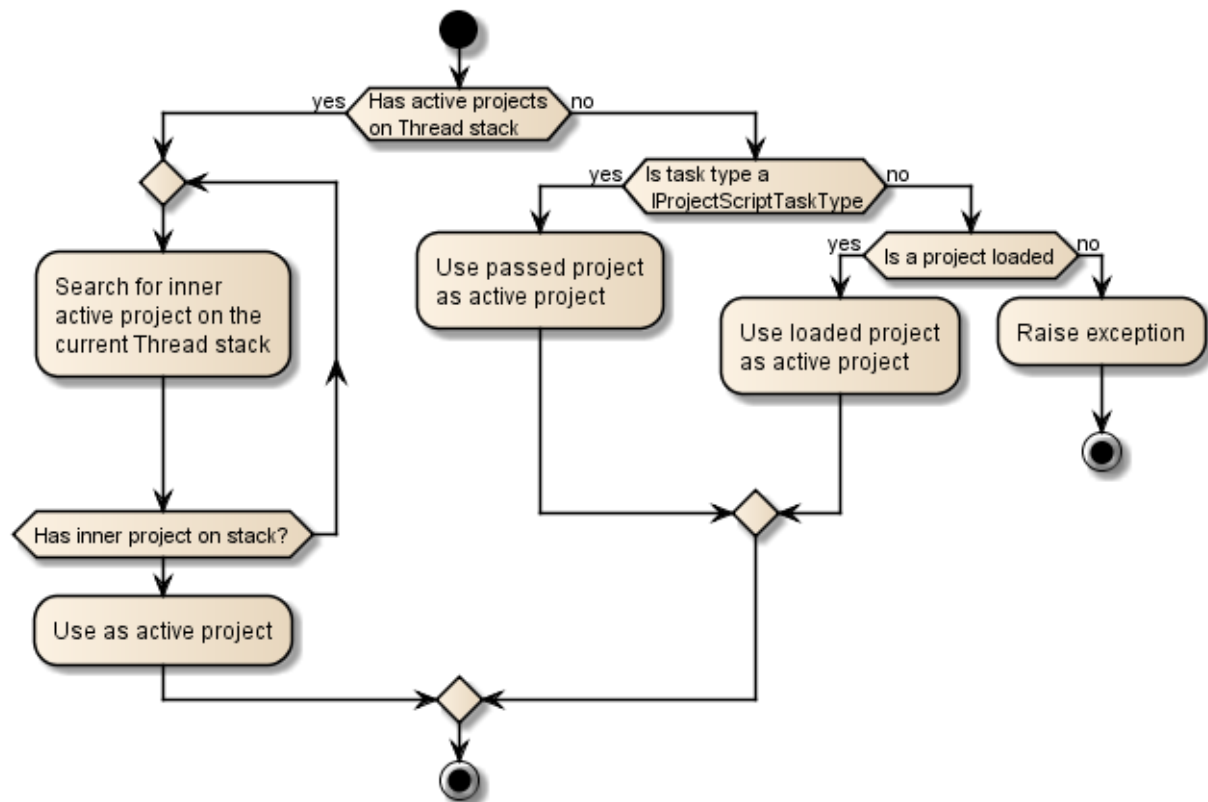 yes
Has active projects
on Thread stack
no
yes
Is task type a
IProjectScriptTaskType
no
Search for inner
active project on the
current Thread stack
Use passed project
as active project
yes
Is a project loaded
no
Use loaded project
as active project
Raise exception
Has inner project on stack?
Use as active project